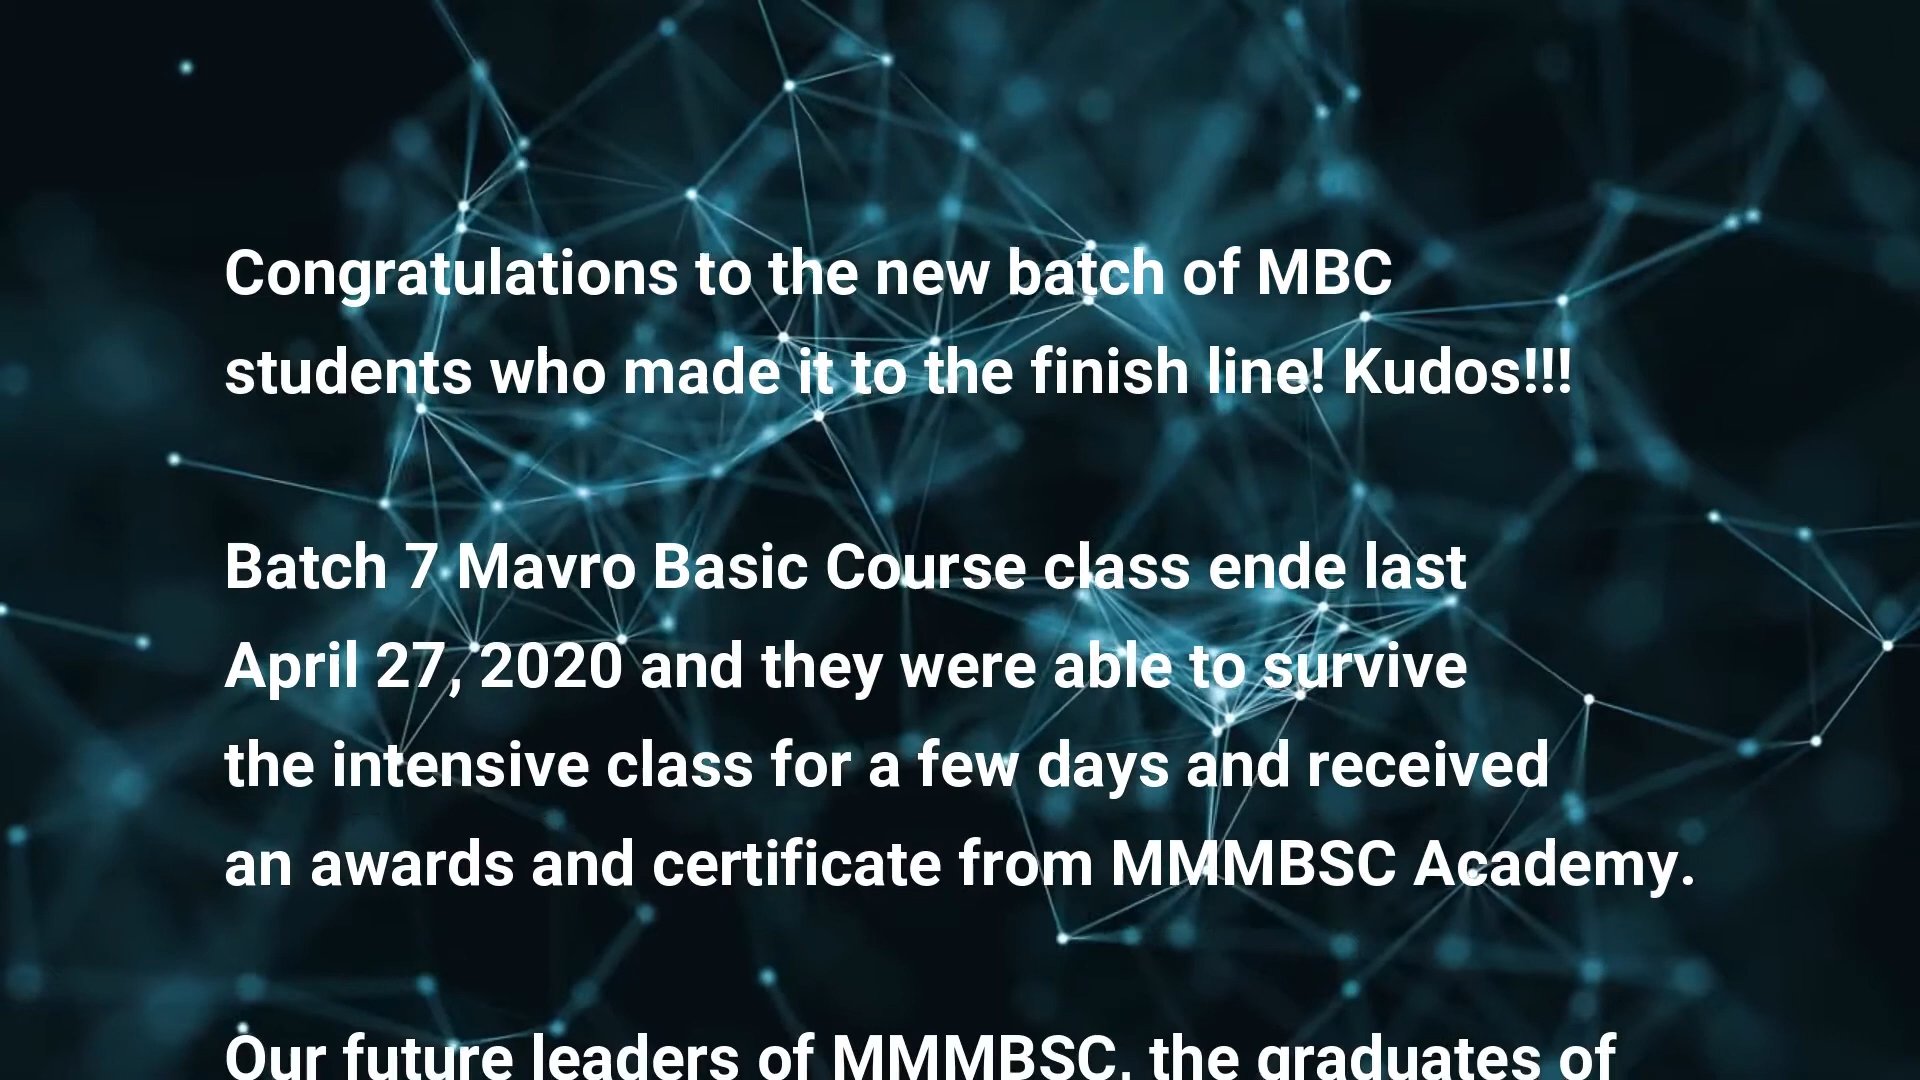 Congratulations to the new batch of MBC
students who made it to the finish line! Kudos!!!
Batch 7 Mavro Basic Course class ende last
April 27, 2020 and they were able to survive
the intensive class for a few days and received
an awards and certificate from MMMBSC Academy.
Our future leaders of MMMBSC, the graduates of